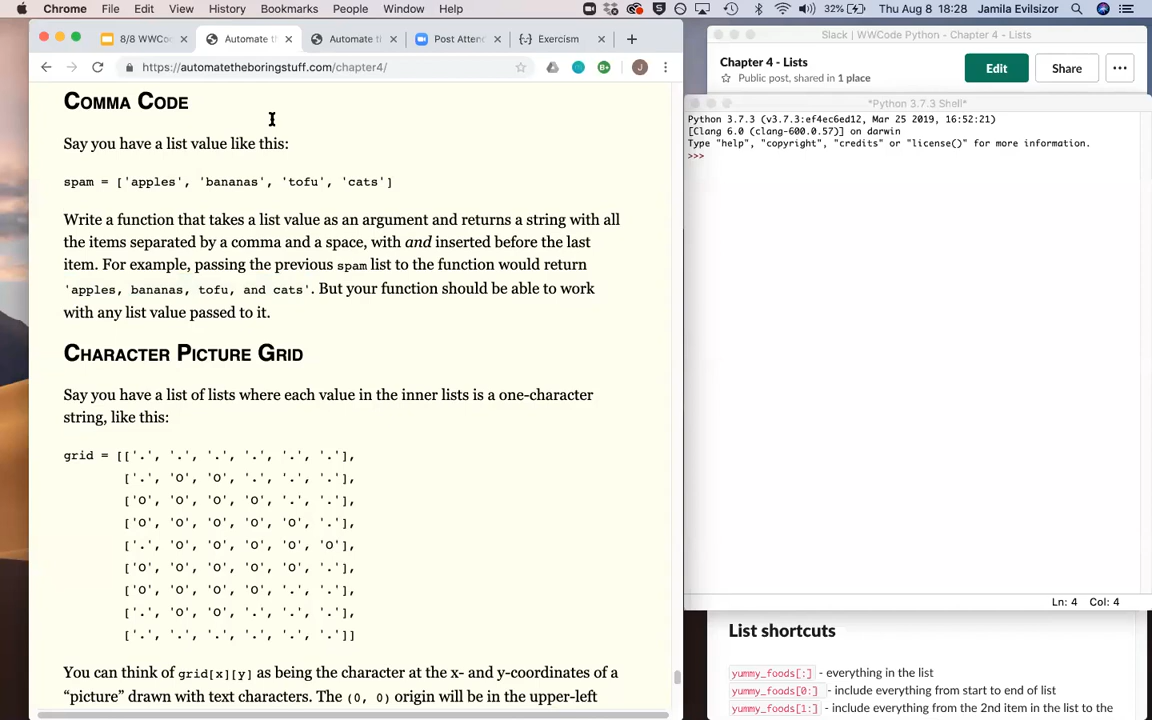 Chrome File Edit View History Bookmarks People Window Help 32% Thu Aug 8 18:28 Jamila Evilsizor
8/8 WWCo Automate th Automate ti Post Atten Exercism
https://automatetheboringstuff.com/chapter4/
COMMA CODE
Say you have a list value like this:
spam = ['apples', 'bananas', 'tofu', 'cats']
Write a function that takes a list value as an argument and returns a string with all
the items separated by a comma and a space, with and inserted before the last
item. For example, passing the previous spam list to the function would return
'apples, bananas, tofu, and cats'. But your function should be able to work
with any list value passed to it.
CHARACTER PICTURE GRID
Say you have a list of lists where each value in the inner lists is a one-character
string, like this:
grid = [['.', '.', '.', '.', '.', '.'],
['.', 'O', 'O', '.', '.', '.'],
['O', 'O', 'O', 'O', '.', '.'],
['O', 'O', 'O', 'O', 'O', '.'],
['.', 'O', 'O', 'O', 'O', 'O'],
['O', 'O', 'O', 'O', 'O', '.'],
['O', 'O', 'O', 'O', '.', '.'],
['.', 'O', 'O', '.', '.', '.'],
['.', '.', '.', '.', '.', '.']]
You can think of grid[x][y] as being the character at the x- and y-coordinates of a
“picture” drawn with text characters. The (0, 0) origin will be in the upper-left
Slack | WWCode Python - Chapter 4 - Lists
Chapter 4 - Lists
Public post, shared in 1 place
Edit
Share
*Python 3.7.3 Shell*
Python 3.7.3 (v3.7.3:ef4ec6ed12, Mar 25 2019, 16:52:21)
[Clang 6.0 (clang-600.0.57)] on darwin
Type "help", "copyright", "credits" or "license()" for more information.
>>>
Ln: 4 Col: 4
List shortcuts
yummy_foods[:] - everything in the list
yummy_foods[0:] - include everything from start to end of list
yummy_foods[1:] - include everything from the 2nd item in the list to the